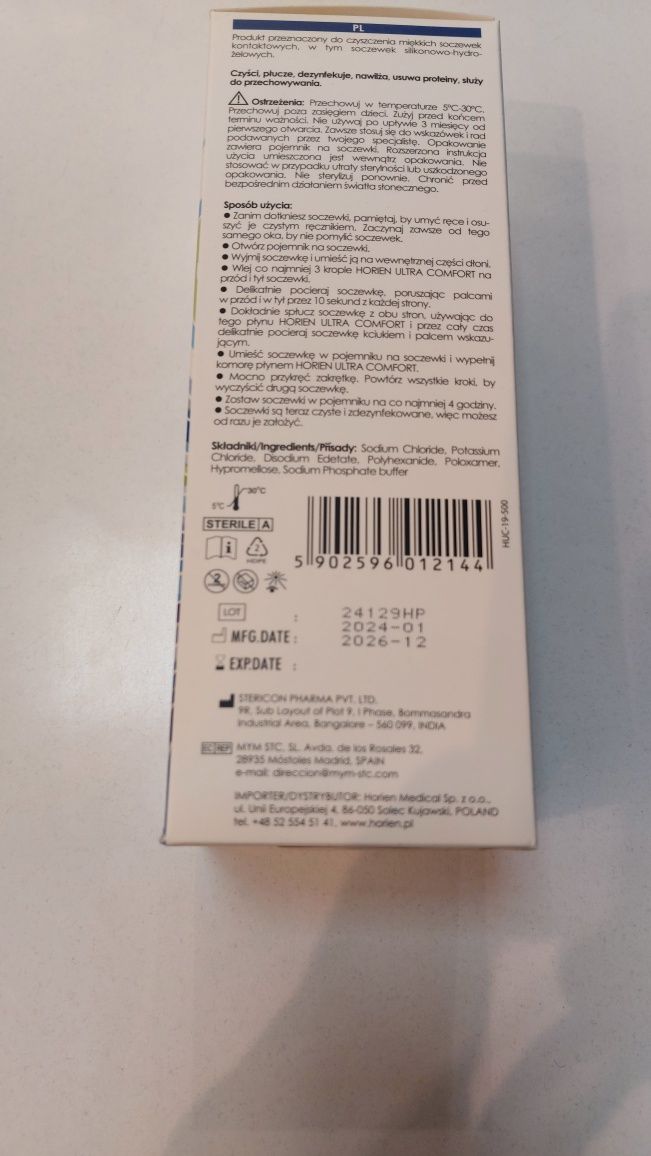 PL
Produkt przeznaczony do czyszczenia miękkich soczewek
kontaktowych, w tym soczewek silikonowo-hydro-
żelowych.
Czyści, płucze, dezynfekuje, nawilża, usuwa proteiny, służy
do przechowywania.
Ostrzeżenia: Przechowuj w temperaturze 5°C-30°C.
Przechowuj poza zasięgiem dzieci. Zużyj przed końcem
terminu ważności. Nie używaj po upływie 3 miesięcy od
pierwszego otwarcia. Zawsze stosuj się do wskazówek i rad
podawanych przez twojego specjalistę. Opakowanie
zawiera pojemnik na soczewki. Rozszerzona instrukcja
użycia umieszczona jest wewnątrz opakowania. Nie
stosować w przypadku utraty sterylności lub uszkodzonego
opakowania. Nie sterylizuj ponownie. Chronić przed
bezpośrednim działaniem światła słonecznego.
Sposób użycia:
● Zanim dotkniesz soczewki, pamiętaj, by umyć ręce i osu-
szyć je czystym ręcznikiem. Zaczynaj zawsze od tego
samego oka, by nie pomylić soczewek.
● Otwórz pojemnik na soczewki.
● Wyjmij soczewkę i umieść ją na wewnętrznej części dłoni.
● Wlej co najmniej 3 krople HORIEN ULTRA COMFORT na
przód i tył soczewki.
● Delikatnie pocieraj soczewkę, poruszając palcami
w przód i w tył przez 10 sekund z każdej strony.
● Dokładnie spłucz soczewkę z obu stron, używając do
tego płynu HORIEN ULTRA COMFORT i przez cały czas
delikatnie pocieraj soczewkę kciukiem i palcem wskazu-
jącym.
● Umieść soczewkę w pojemniku na soczewki i wypełnij
komorę płynem HORIEN ULTRA COMFORT.
● Mocno przykręć zakrętkę. Powtórz wszystkie kroki, by
wyczyścić drugą soczewkę.
● Zostaw soczewki w pojemniku na co najmniej 4 godziny.
● Soczewki są teraz czyste i zdezynfekowane, więc możesz
od razu je założyć.
Składniki/Ingredients/Přísady: Sodium Chloride, Potassium
Chloride, Disodium Edetate, Polyhexanide, Poloxamer,
Hypromellose, Sodium Phosphate buffer
30°C
5°C
STERILE A
2
HDPE
5 902596 012144
HUC-19-500
LOT : 24129HP
MFG.DATE : 2024-01
EXP.DATE : 2026-12
STERICON PHARMA PVT. LTD.
9R, Sub Layout of Plot 9, I Phase, Bommasandra
Industrial Area, Bangalore – 560 099, INDIA
EC REP MYM STC, SL. Avda. de los Rosales 32,
28935 Móstoles Madrid, SPAIN
e-mail: direccion@mym-stc.com
IMPORTER/DYSTRYBUTOR: Horien Medical Sp. z o.o.,
ul. Unii Europejskiej 4, 86-050 Solec Kujawski, POLAND
tel. +48 52 554 51 41, www.horien.pl